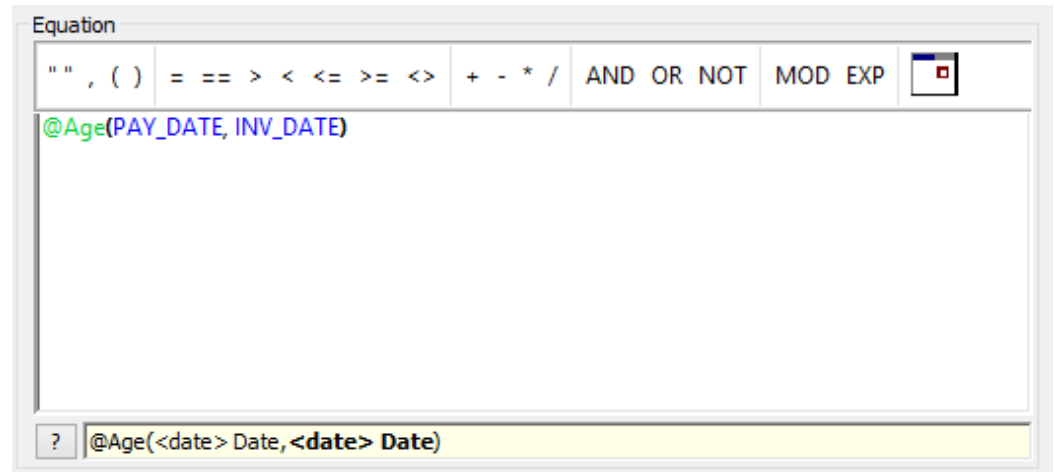 Equation
" " , ( ) = == > < <= >= <> + - * / AND OR NOT MOD EXP
@Age(PAY_DATE, INV_DATE)
? @Age(<date> Date, <date> Date)